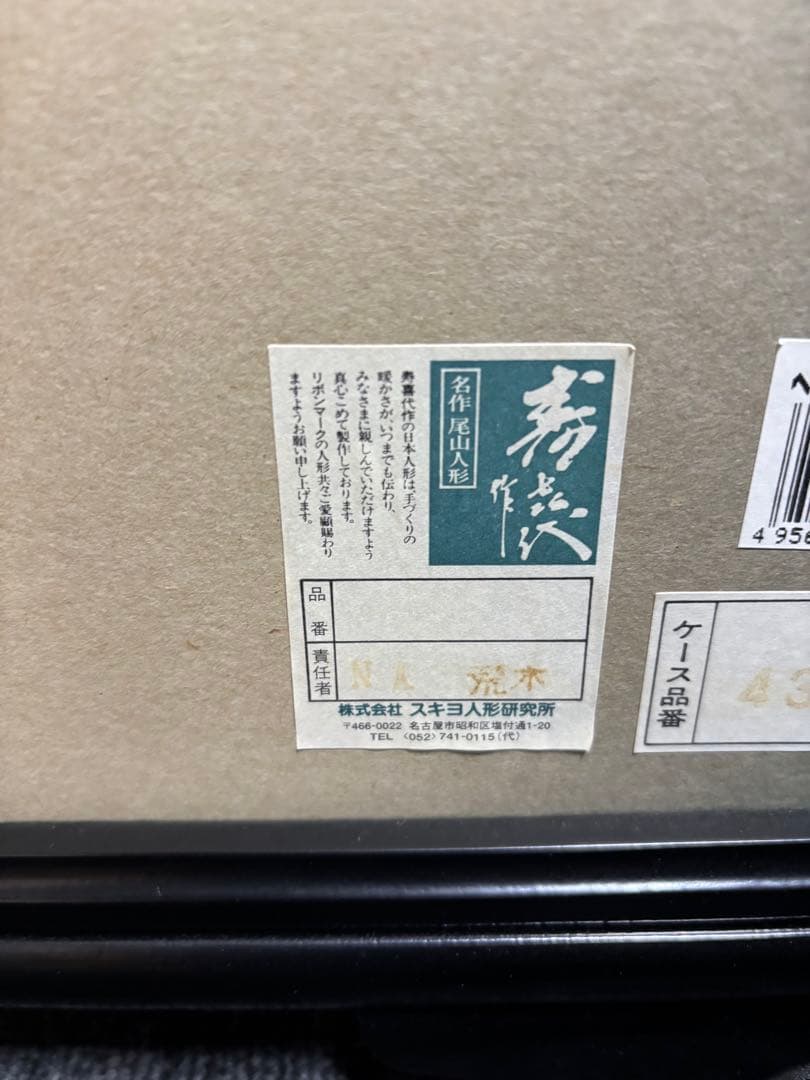 寿㐂代
作
名作 尾山人形
寿喜代作の日本人形は、手づくりの
暖かさが、いつまでも伝わり、
みなさまに親しんでいただけますよう
真心こめて製作しております。
リボンマークの人形共々ご愛顧賜わり
ますようお願い申し上げます。
品番
責任者 NA 荒木
株式会社 スキヨ人形研究所
〒466-0022 名古屋市昭和区塩付通1-20
TEL〈052〉741-0115(代)
4956
ケース品番 43